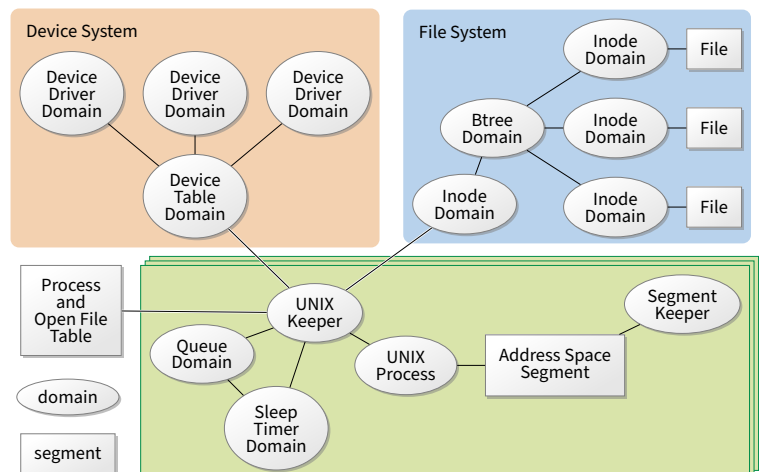 Device System
Device
Driver
Domain
Device
Driver
Domain
Device
Driver
Domain
Device
Table
Domain
File System
Inode
Domain
File
Btree
Domain
Inode
Domain
File
Inode
Domain
Inode
Domain
File
Process
and
Open File
Table
UNIX
Keeper
Segment
Keeper
Queue
Domain
UNIX
Process
Address Space
Segment
Sleep
Timer
Domain
domain
segment